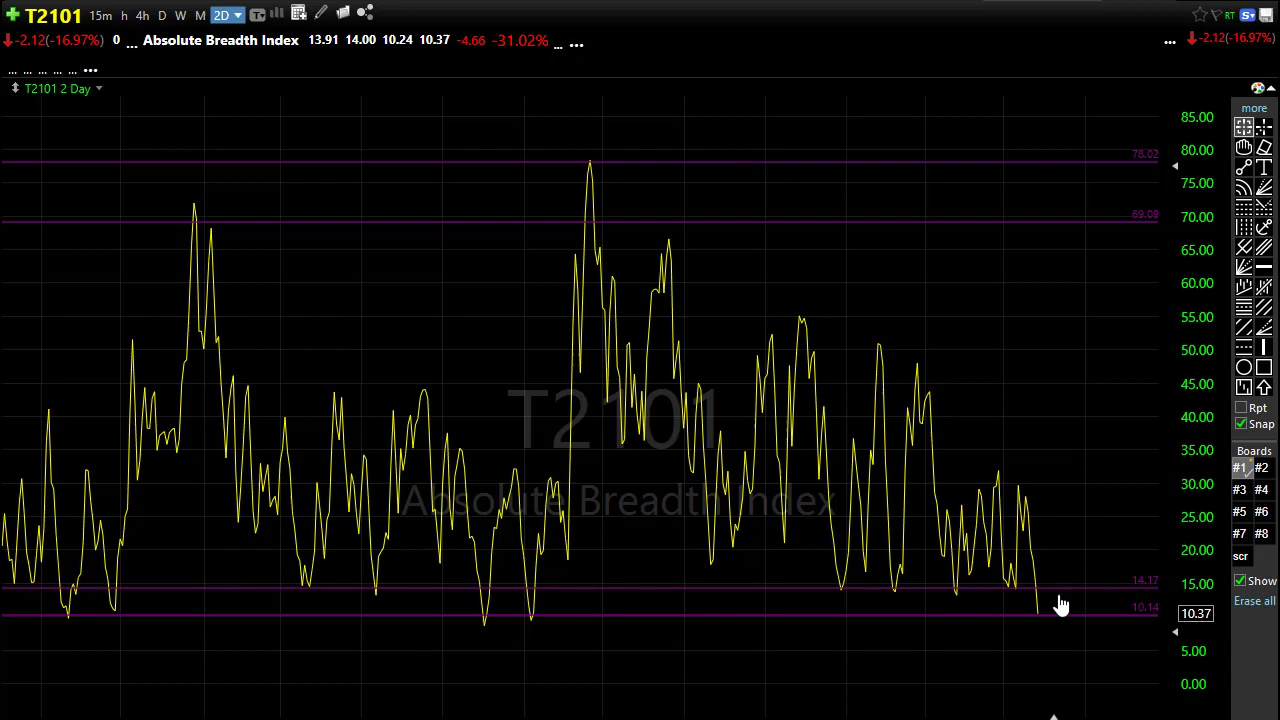 T2101 15m h 4h D W M 2D T RT S
-2.12(-16.97%) 0 ... Absolute Breadth Index 13.91 14.00 10.24 10.37 -4.66 -31.02% ... ... ... -2.12(-16.97%)
... ... ... ... ... ...
T2101 2 Day
more
85.00
80.00
78.02
75.00
70.00
69.09
65.00
60.00
55.00
50.00
45.00
40.00
35.00
30.00
25.00
20.00
15.00
14.17
10.14
10.37
5.00
0.00
T2101
Absolute Breadth Index
T
Rpt
Snap
Boards
#1 #2
#3 #4
#5 #6
#7 #8
scr
Show
Erase all